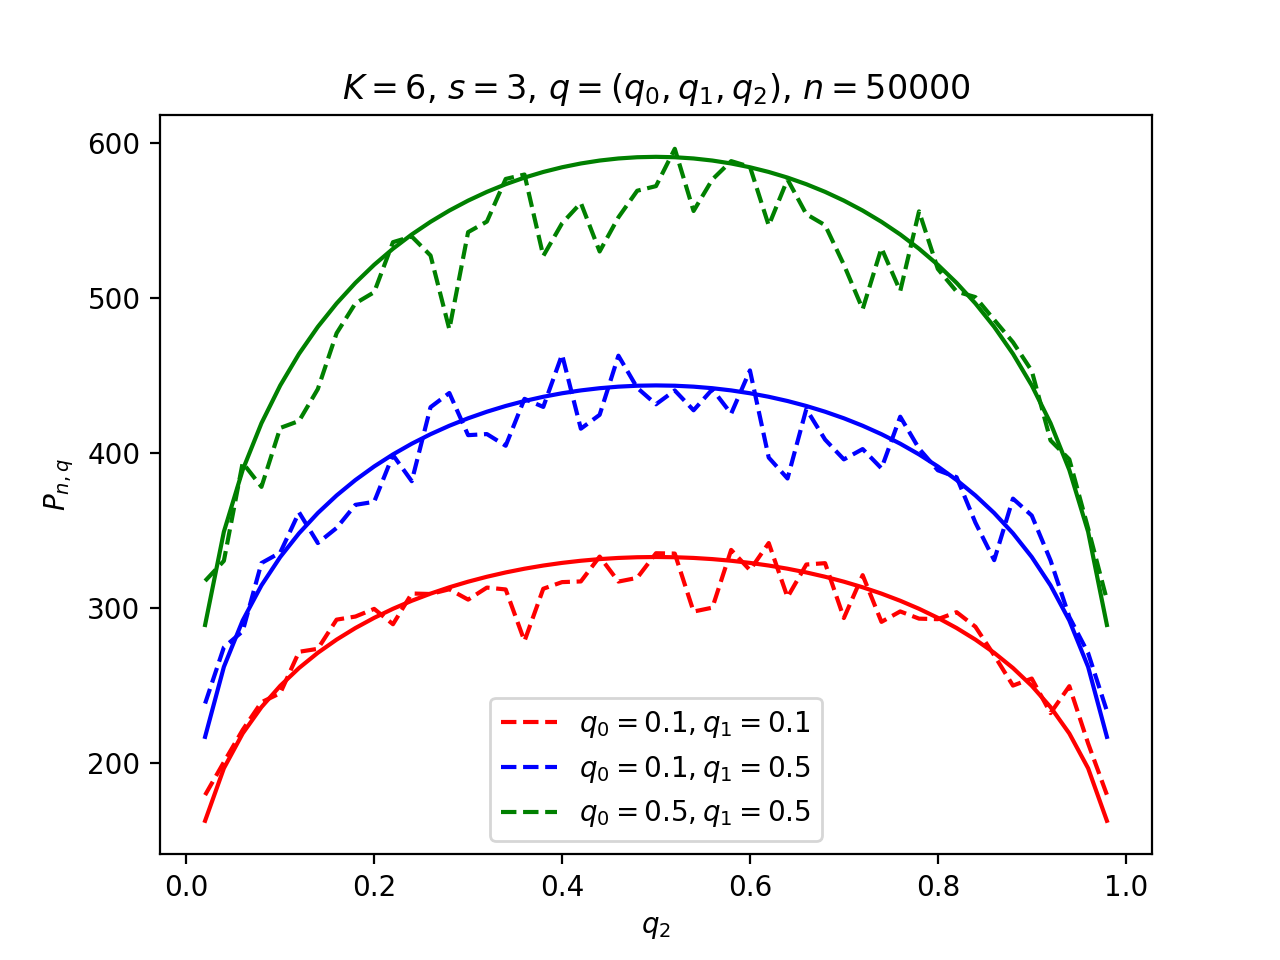 K = 6, s = 3, q = (q₀, q₁, q₂), n = 50000
600
500
400
300
200
Pₙ,q
0.0 0.2 0.4 0.6 0.8 1.0
q₂
q₀ = 0.1, q₁ = 0.1
q₀ = 0.1, q₁ = 0.5
q₀ = 0.5, q₁ = 0.5